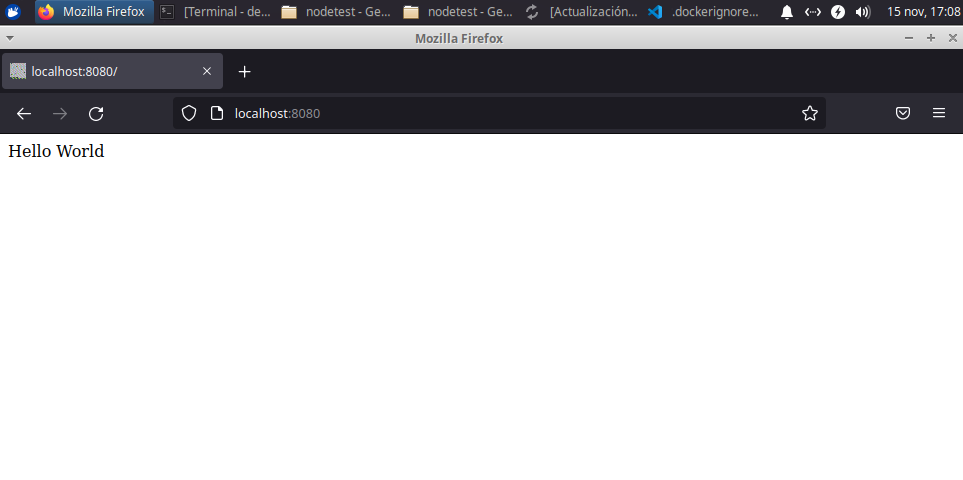 Mozilla Firefox [Terminal - de... nodetest - Ge... nodetest - Ge... [Actualización... .dockerignore... 15 nov, 17:08
Mozilla Firefox
localhost:8080/
localhost:8080
Hello World